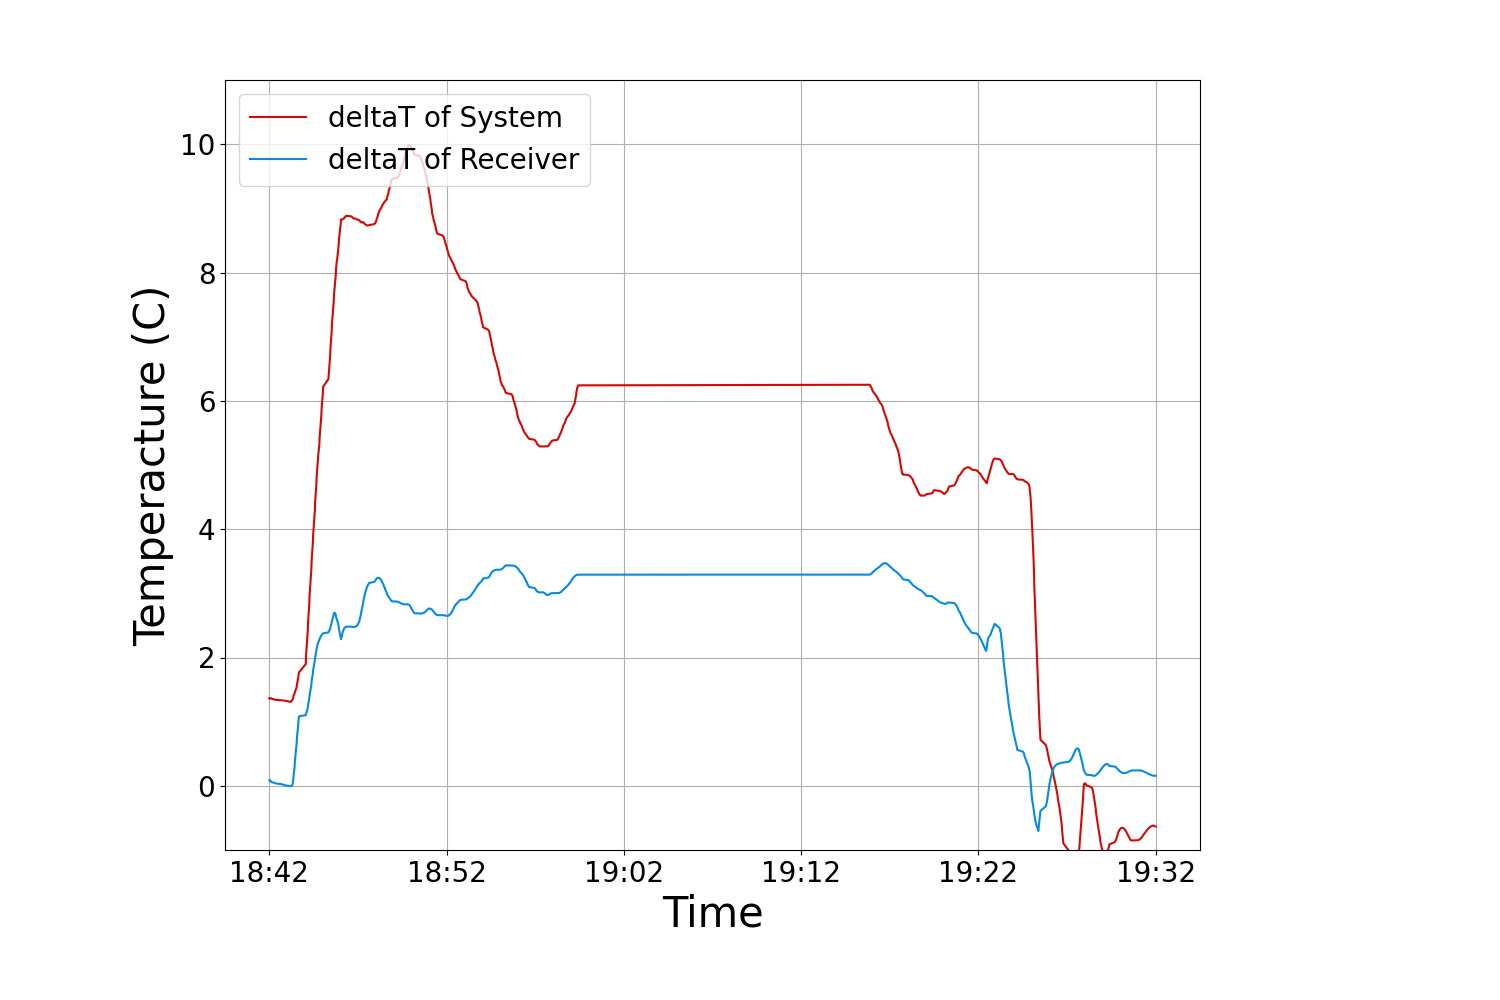 deltaT of System
deltaT of Receiver
10
8
6
4
2
0
Temperacture (C)
18:42 18:52 19:02 19:12 19:22 19:32
Time